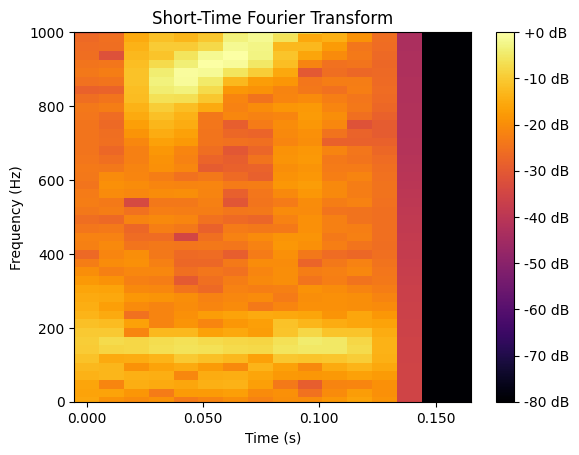 Short-Time Fourier Transform
Frequency (Hz)
1000
800
600
400
200
0
0.000
0.050
0.100
0.150
Time (s)
+0 dB
-10 dB
-20 dB
-30 dB
-40 dB
-50 dB
-60 dB
-70 dB
-80 dB